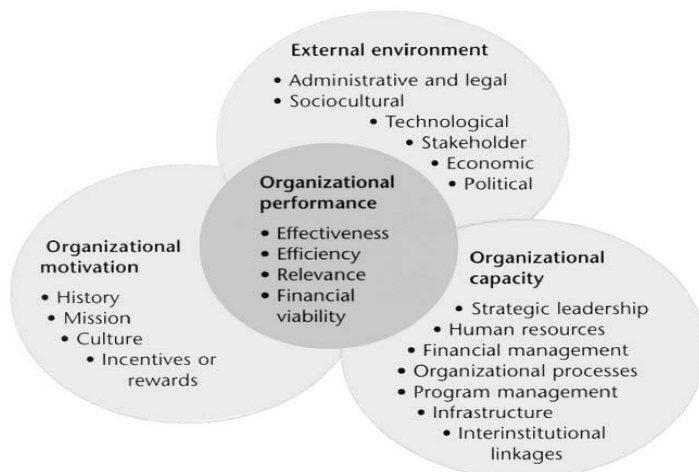 External environment
• Administrative and legal
• Sociocultural
• Technological
• Stakeholder
• Economic
• Political
Organizational
performance
• Effectiveness
• Efficiency
• Relevance
• Financial
viability
Organizational
motivation
• History
• Mission
• Culture
• Incentives or
rewards
Organizational
capacity
• Strategic leadership
• Human resources
• Financial management
• Organizational processes
• Program management
• Infrastructure
• Interinstitutional
linkages